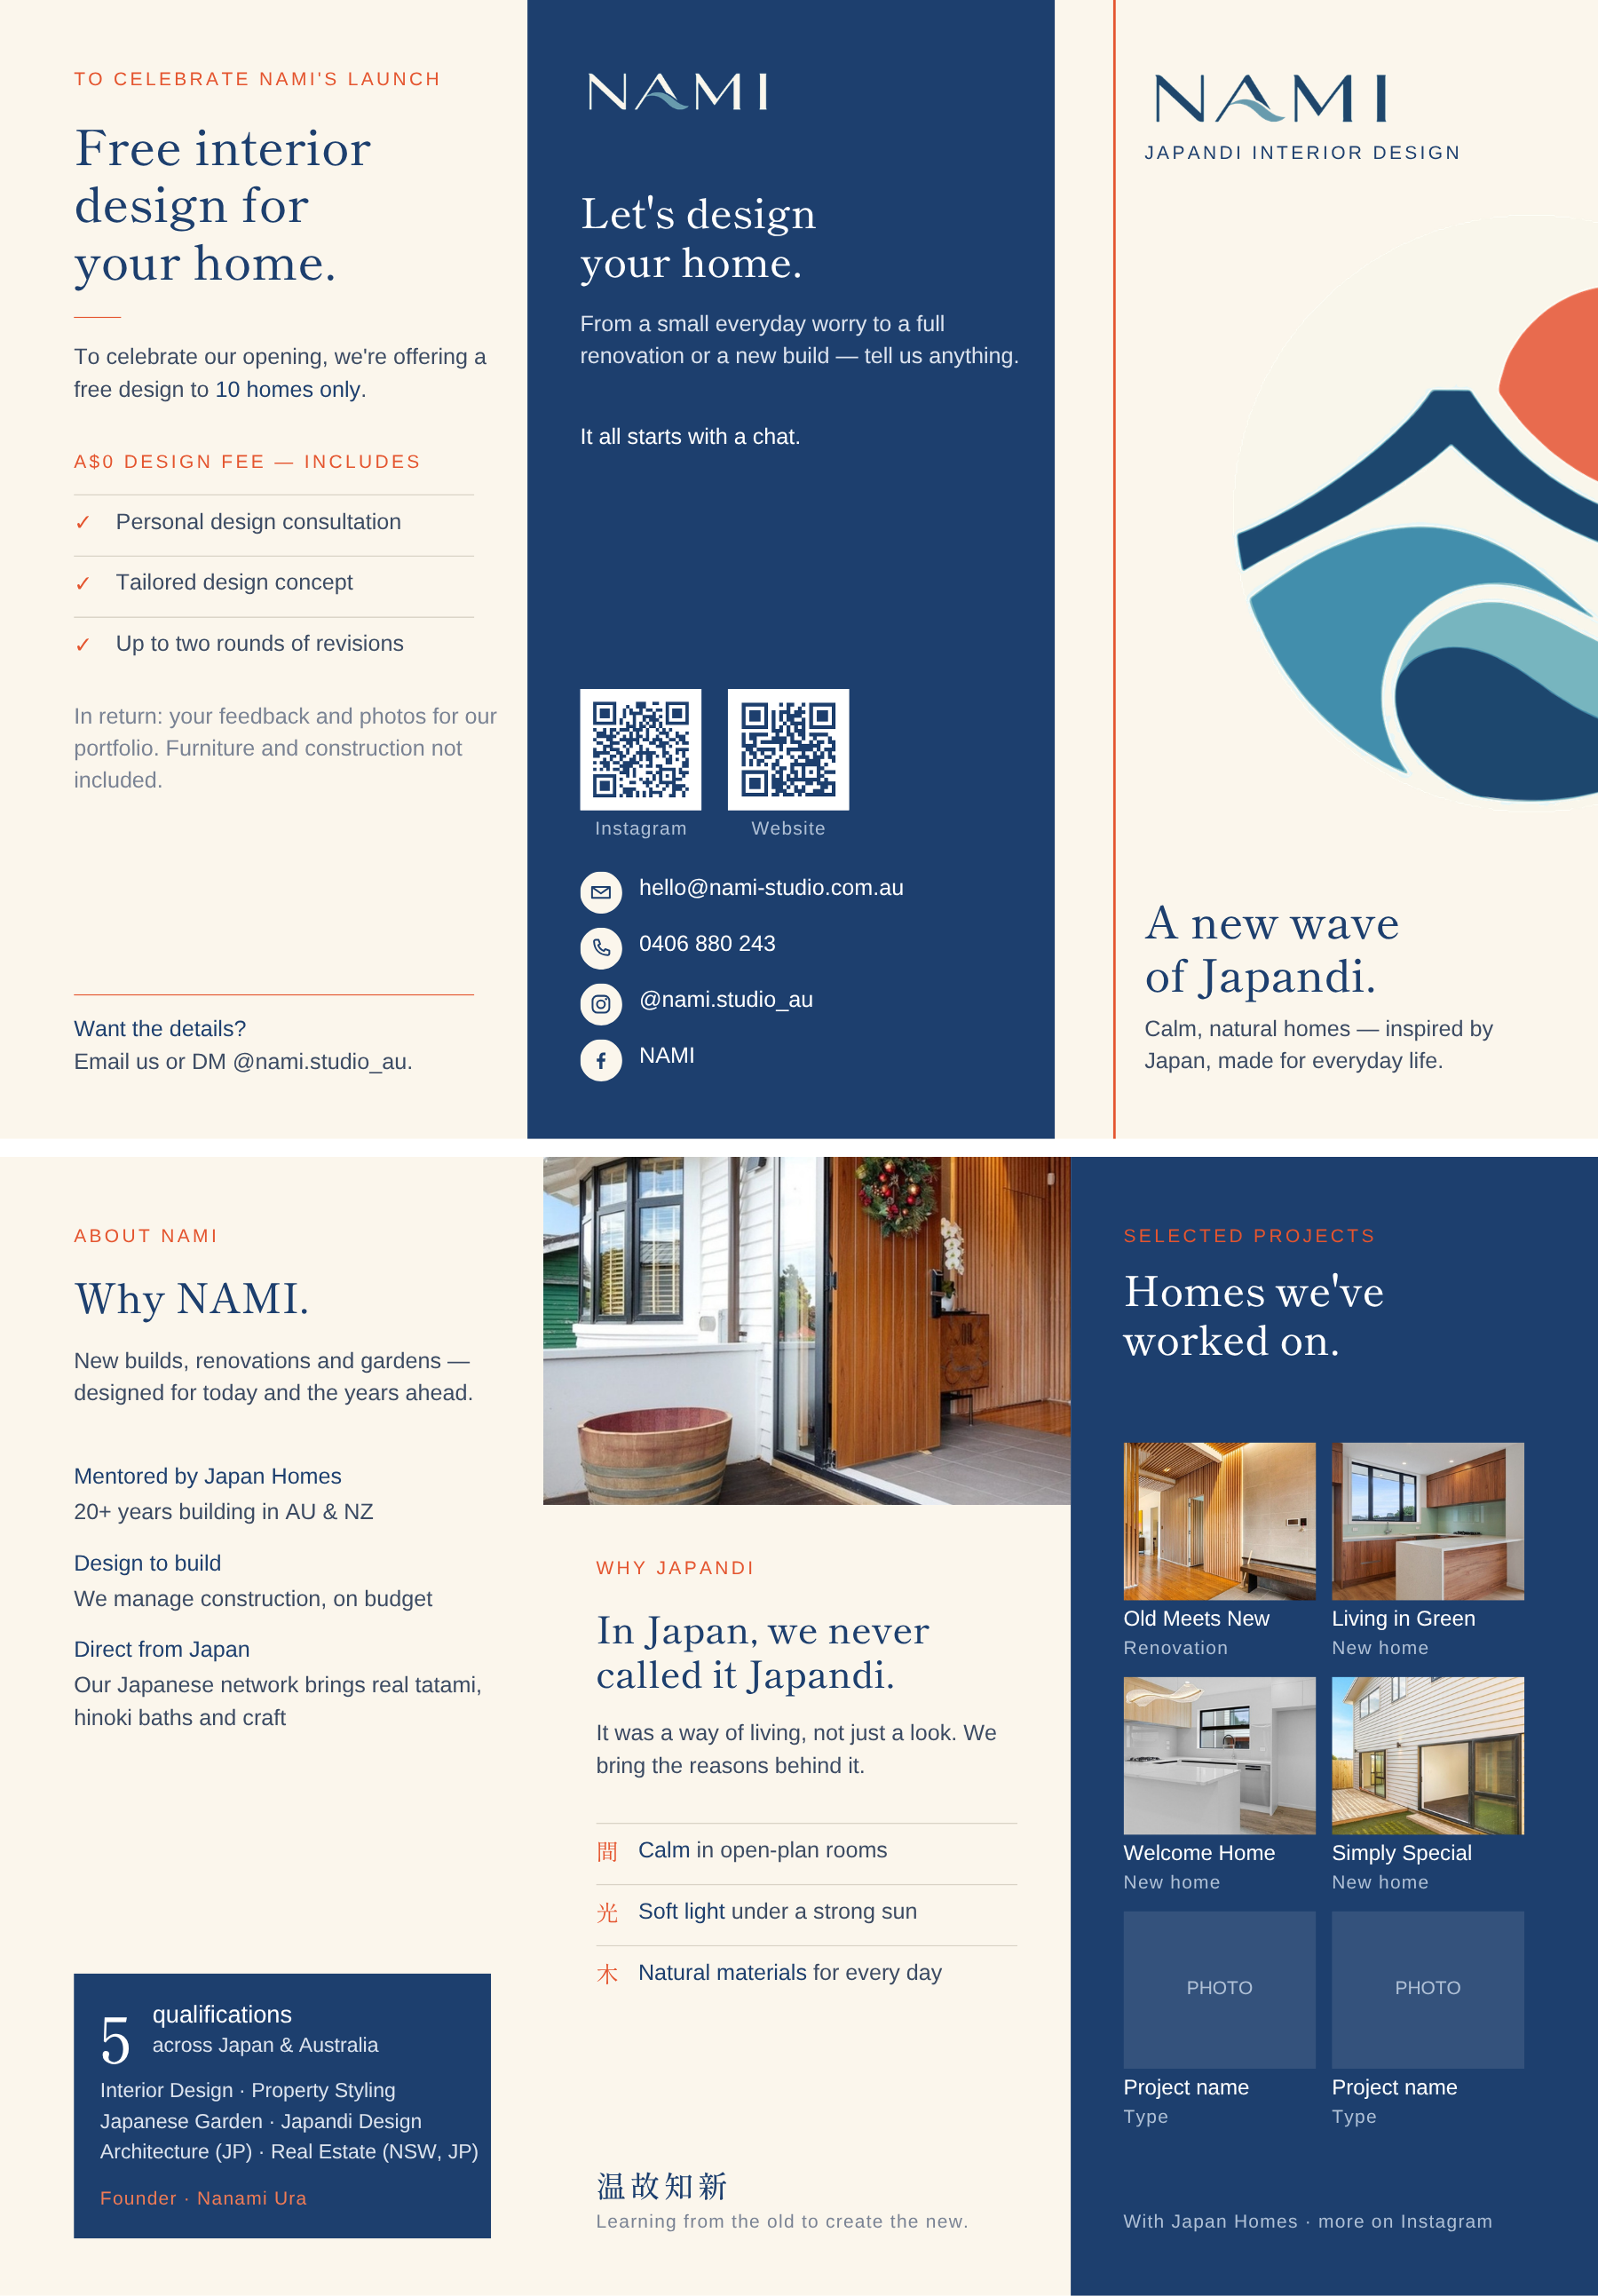 TO CELEBRATE NAMI'S LAUNCH
Free interior
design for
your home.
To celebrate our opening, we're offering a
free design to 10 homes only.
A$0 DESIGN FEE — INCLUDES
✓ Personal design consultation
✓ Tailored design concept
✓ Up to two rounds of revisions
In return: your feedback and photos for our
portfolio. Furniture and construction not
included.
Want the details?
Email us or DM @nami.studio_au.
NAMI
Let's design
your home.
From a small everyday worry to a full
renovation or a new build — tell us anything.
It all starts with a chat.
Instagram Website
hello@nami-studio.com.au
0406 880 243
@nami.studio_au
NAMI
NAMI
JAPANDI INTERIOR DESIGN
A new wave
of Japandi.
Calm, natural homes — inspired by
Japan, made for everyday life.
ABOUT NAMI
Why NAMI.
New builds, renovations and gardens —
designed for today and the years ahead.
Mentored by Japan Homes
20+ years building in AU & NZ
Design to build
We manage construction, on budget
Direct from Japan
Our Japanese network brings real tatami,
hinoki baths and craft
5 qualifications
across Japan & Australia
Interior Design · Property Styling
Japanese Garden · Japandi Design
Architecture (JP) · Real Estate (NSW, JP)
Founder · Nanami Ura
WHY JAPANDI
In Japan, we never
called it Japandi.
It was a way of living, not just a look. We
bring the reasons behind it.
間 Calm in open-plan rooms
光 Soft light under a strong sun
木 Natural materials for every day
温故知新
Learning from the old to create the new.
SELECTED PROJECTS
Homes we've
worked on.
Old Meets New
Renovation
Living in Green
New home
Welcome Home
New home
Simply Special
New home
PHOTO
Project name
Type
PHOTO
Project name
Type
With Japan Homes · more on Instagram